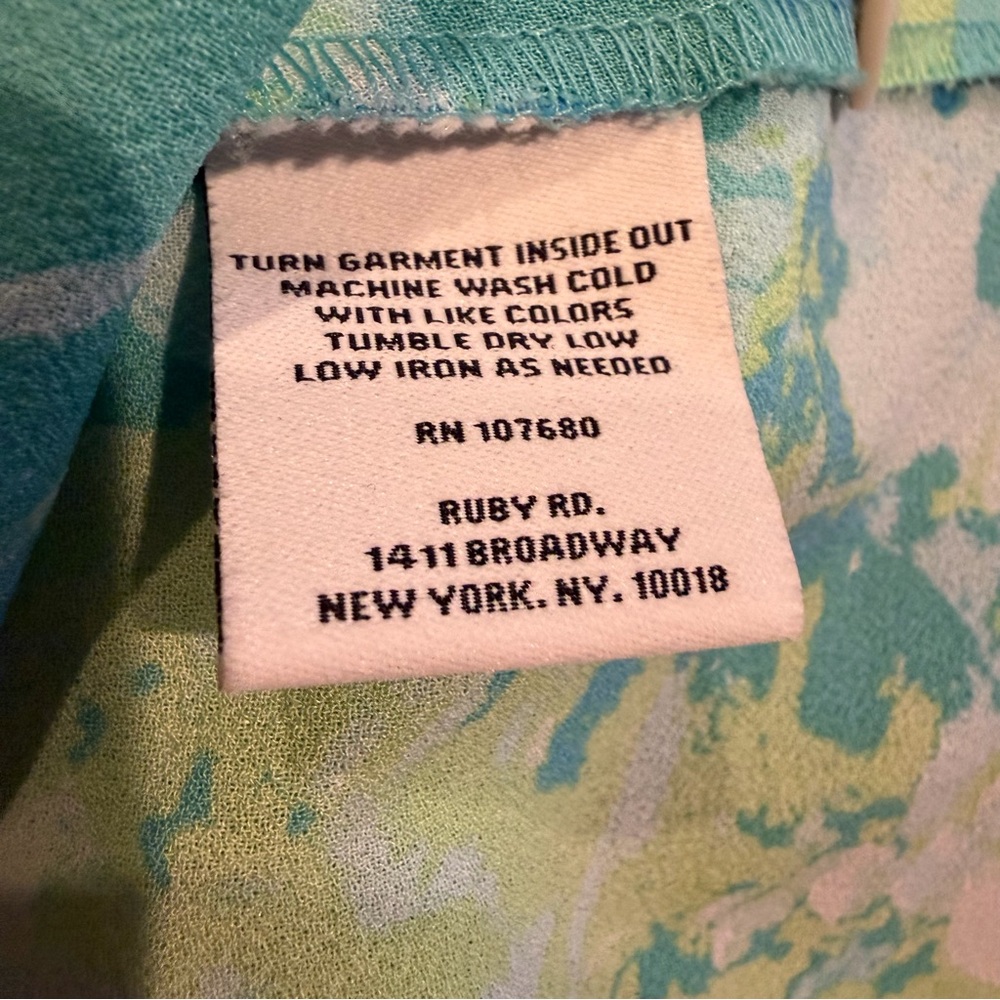 TURN GARMENT INSIDE OUT
MACHINE WASH COLD
WITH LIKE COLORS
TUMBLE DRY LOW
LOW IRON AS NEEDED
RN 107680
RUBY RD.
1411 BROADWAY
NEW YORK. NY. 10018